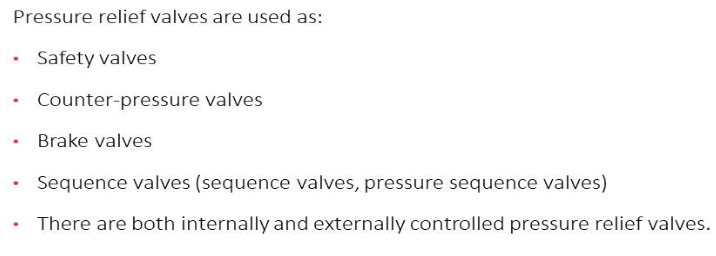 Pressure relief valves are used as:
• Safety valves
• Counter-pressure valves
• Brake valves
• Sequence valves (sequence valves, pressure sequence valves)
• There are both internally and externally controlled pressure relief valves.